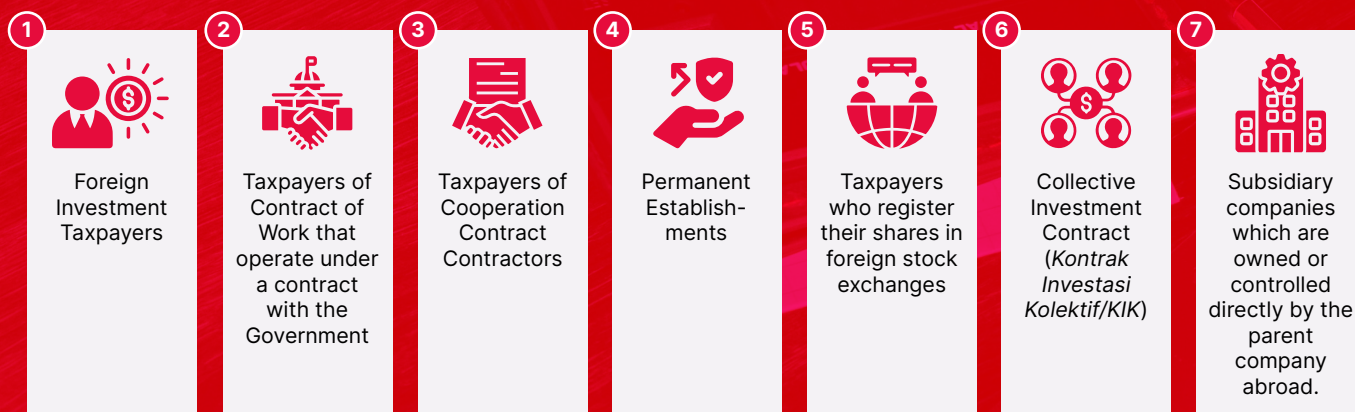 1
Foreign
Investment
Taxpayers
2
Taxpayers of
Contract of
Work that
operate under
a contract
with the
Government
3
Taxpayers of
Cooperation
Contract
Contractors
4
Permanent
Establish-
ments
5
Taxpayers
who register
their shares in
foreign stock
exchanges
6
Collective
Investment
Contract
(Kontrak
Investasi
Kolektif/KIK)
7
Subsidiary
companies
which are
owned or
controlled
directly by the
parent
company
abroad.